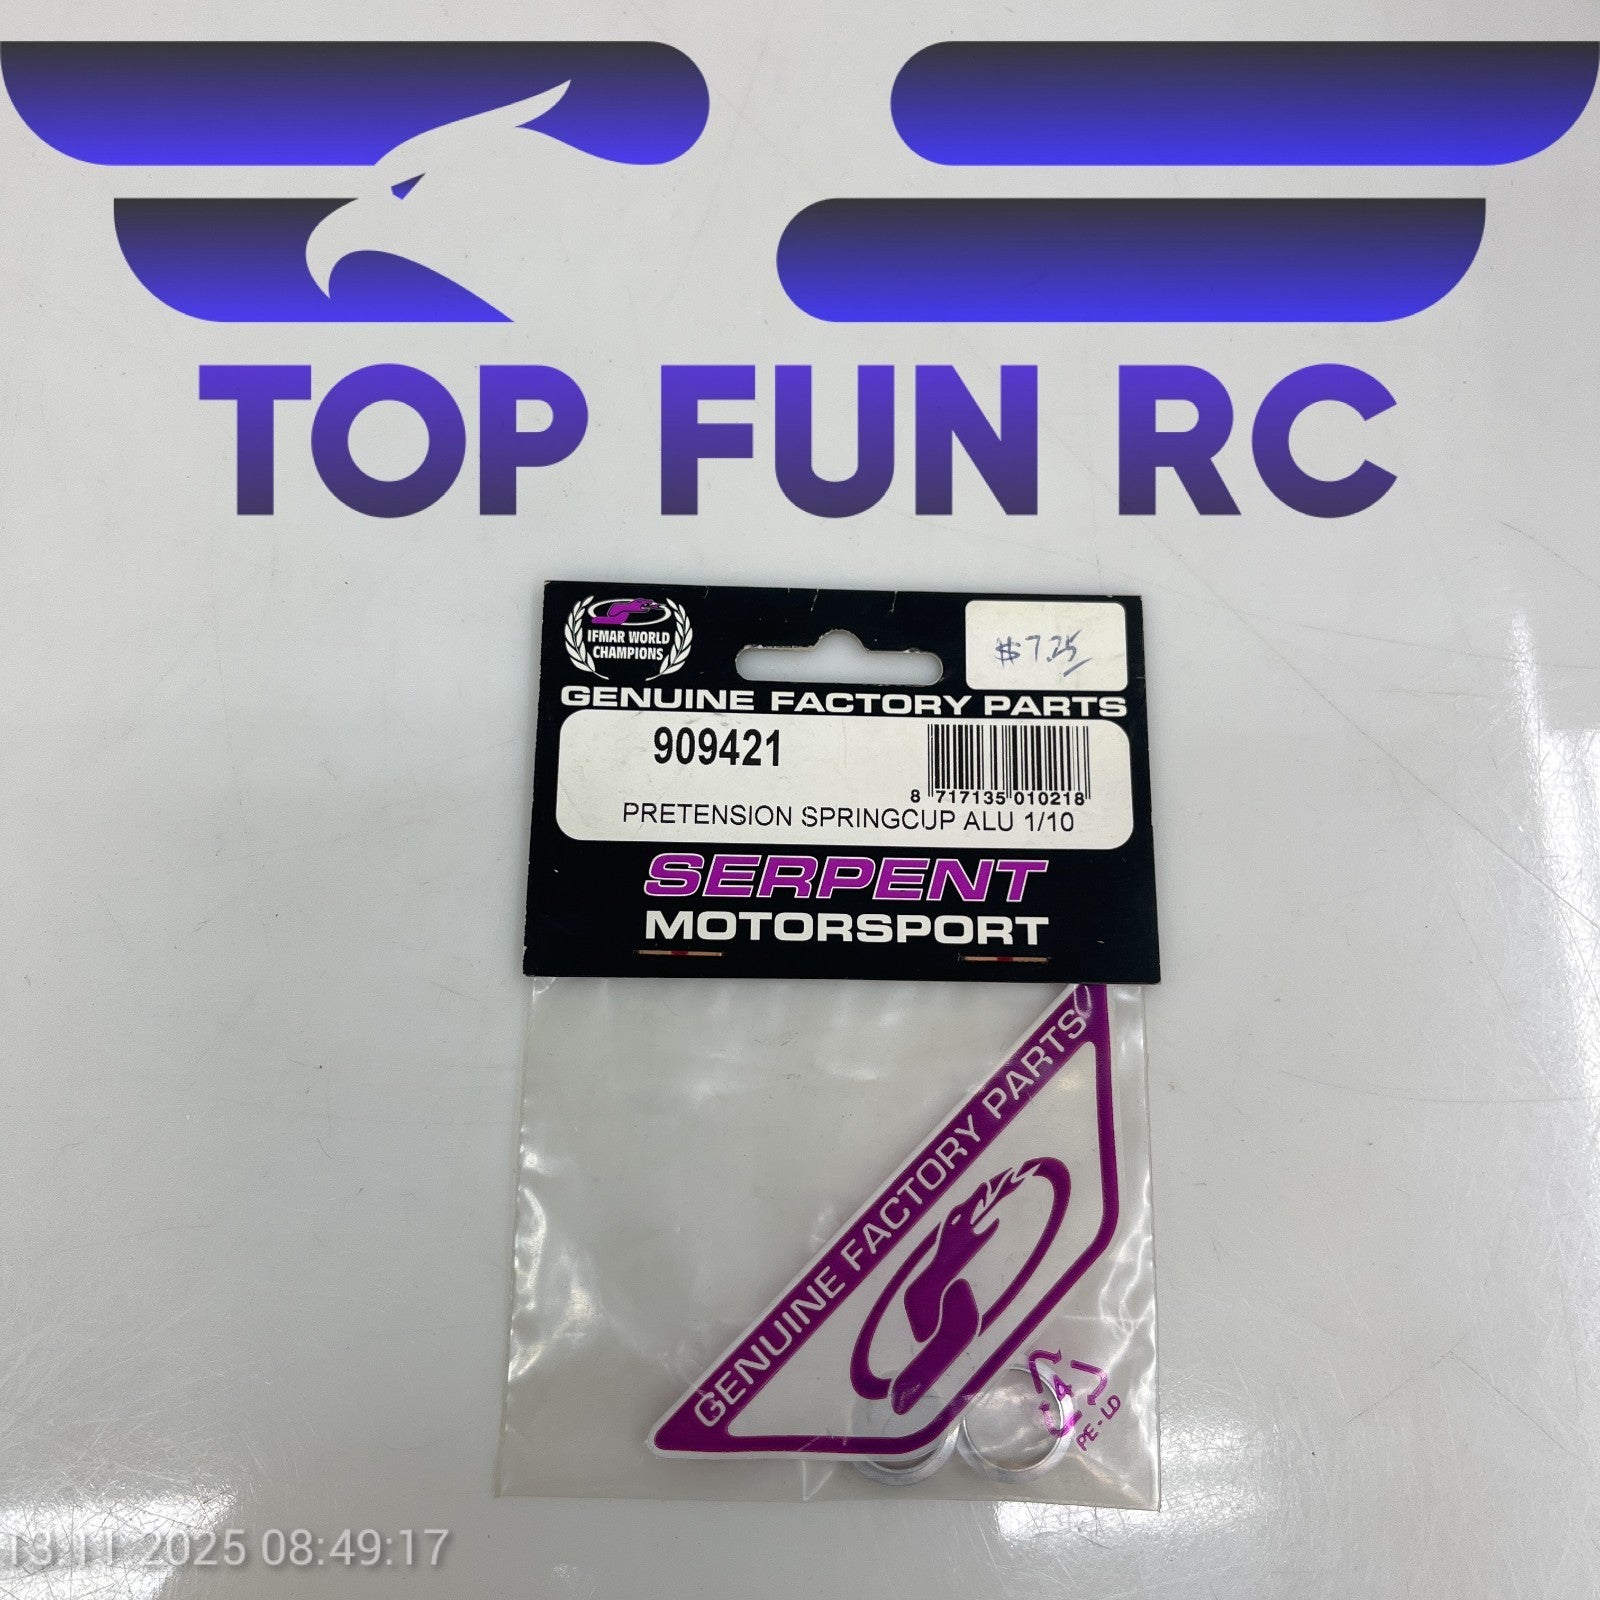 TOP FUN RC
IFMAR WORLD
CHAMPIONS
$7.25
GENUINE FACTORY PARTS
909421
8 717135 010218
PRETENSION SPRINGCUP ALU 1/10
SERPENT
MOTORSPORT
GENUINE FACTORY PARTS
4
PE-LD
13 11 2025 08:49:17